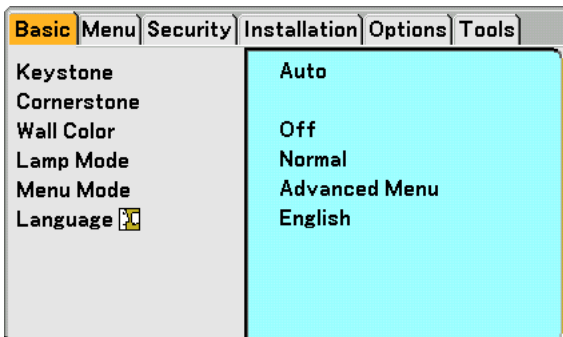 Basic Menu Security Installation Options Tools
Keystone Auto
Cornerstone
Wall Color Off
Lamp Mode Normal
Menu Mode Advanced Menu
Language English